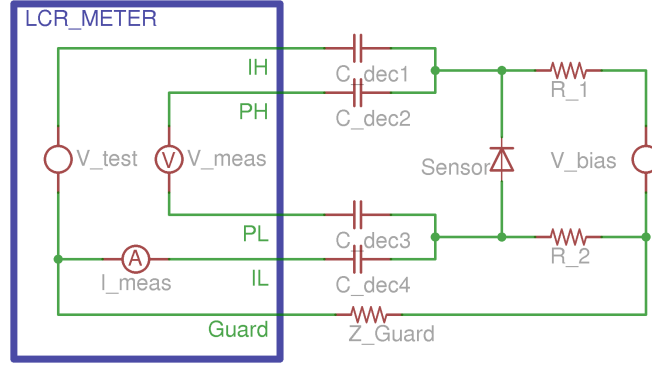 LCR_METER
IH
C_dec1
PH
C_dec2
R_1
V_test
V
V_meas
Sensor
V_bias
PL
C_dec3
A
I_meas
IL
C_dec4
R_2
Guard
Z_Guard